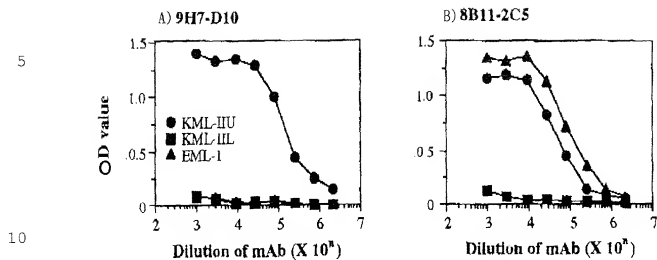 A) 9H7-D10
B) 8B11-2C5
5
10
1.5
1.0
.0.5
0
OD value
KML-IIU
KML-IIL
EML-1
2 3 4 5 6 7
Dilution of mAb (X 10ⁿ)
1.5
1.0
0.5
0
2 3 4 5 6 7
Dilution of mAb (X 10ⁿ)